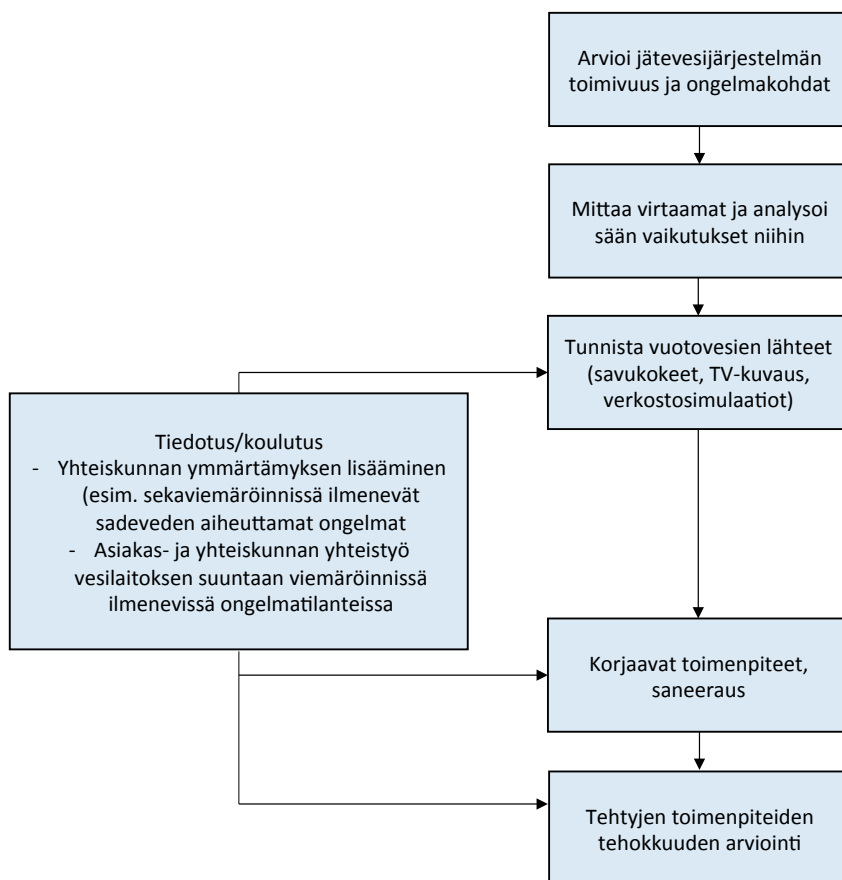 Arvioi jätevesijärjestelmän
toimivuus ja ongelmakohdat
Mittaa virtaamat ja analysoi
sään vaikutukset niihin
Tunnista vuotovesien lähteet
(savukokeet, TV-kuvaus,
verkostosimulaatiot)
Tiedotus/koulutus
- Yhteiskunnan ymmärtämyksen lisääminen
(esim. sekaviemäröinnissä ilmenevät
sadeveden aiheuttamat ongelmat
- Asiakas- ja yhteiskunnan yhteistyö
vesilaitoksen suuntaan viemäröinnissä
ilmenevissä ongelmatilanteissa
Korjaavat toimenpiteet,
saneeraus
Tehtyjen toimenpiteiden
tehokkuuden arviointi